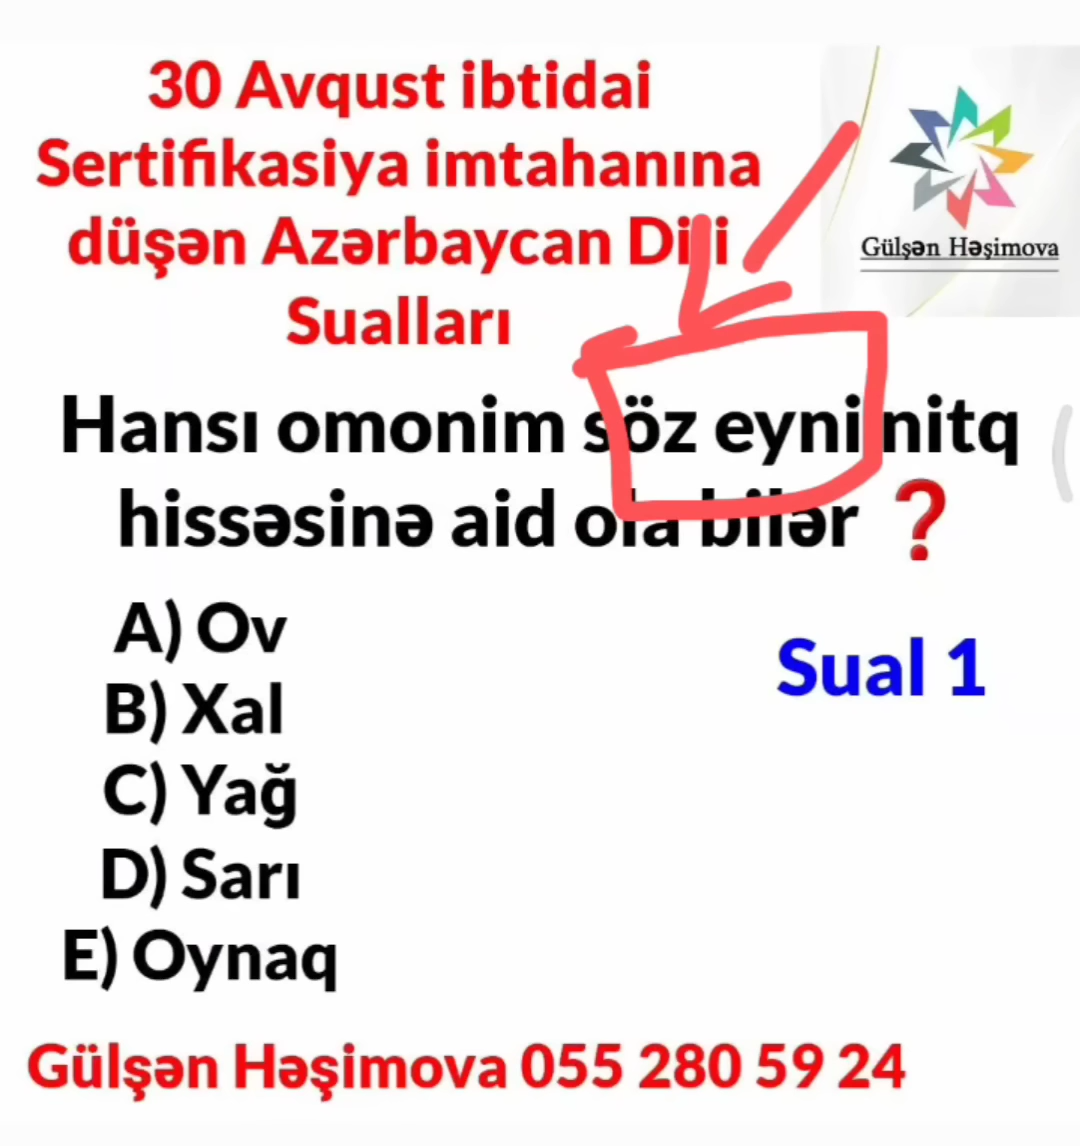 30 Avqust ibtidai
Sertifikasiya imtahanına
düşən Azərbaycan Dili
Sualları
Gülşən Həşimova
Hansı omonim söz eyni nitq
hissəsinə aid ola bilər ❓
A) Ov
B) Xal
C) Yağ
D) Sarı
E) Oynaq
Sual 1
Gülşən Həşimova 055 280 59 24